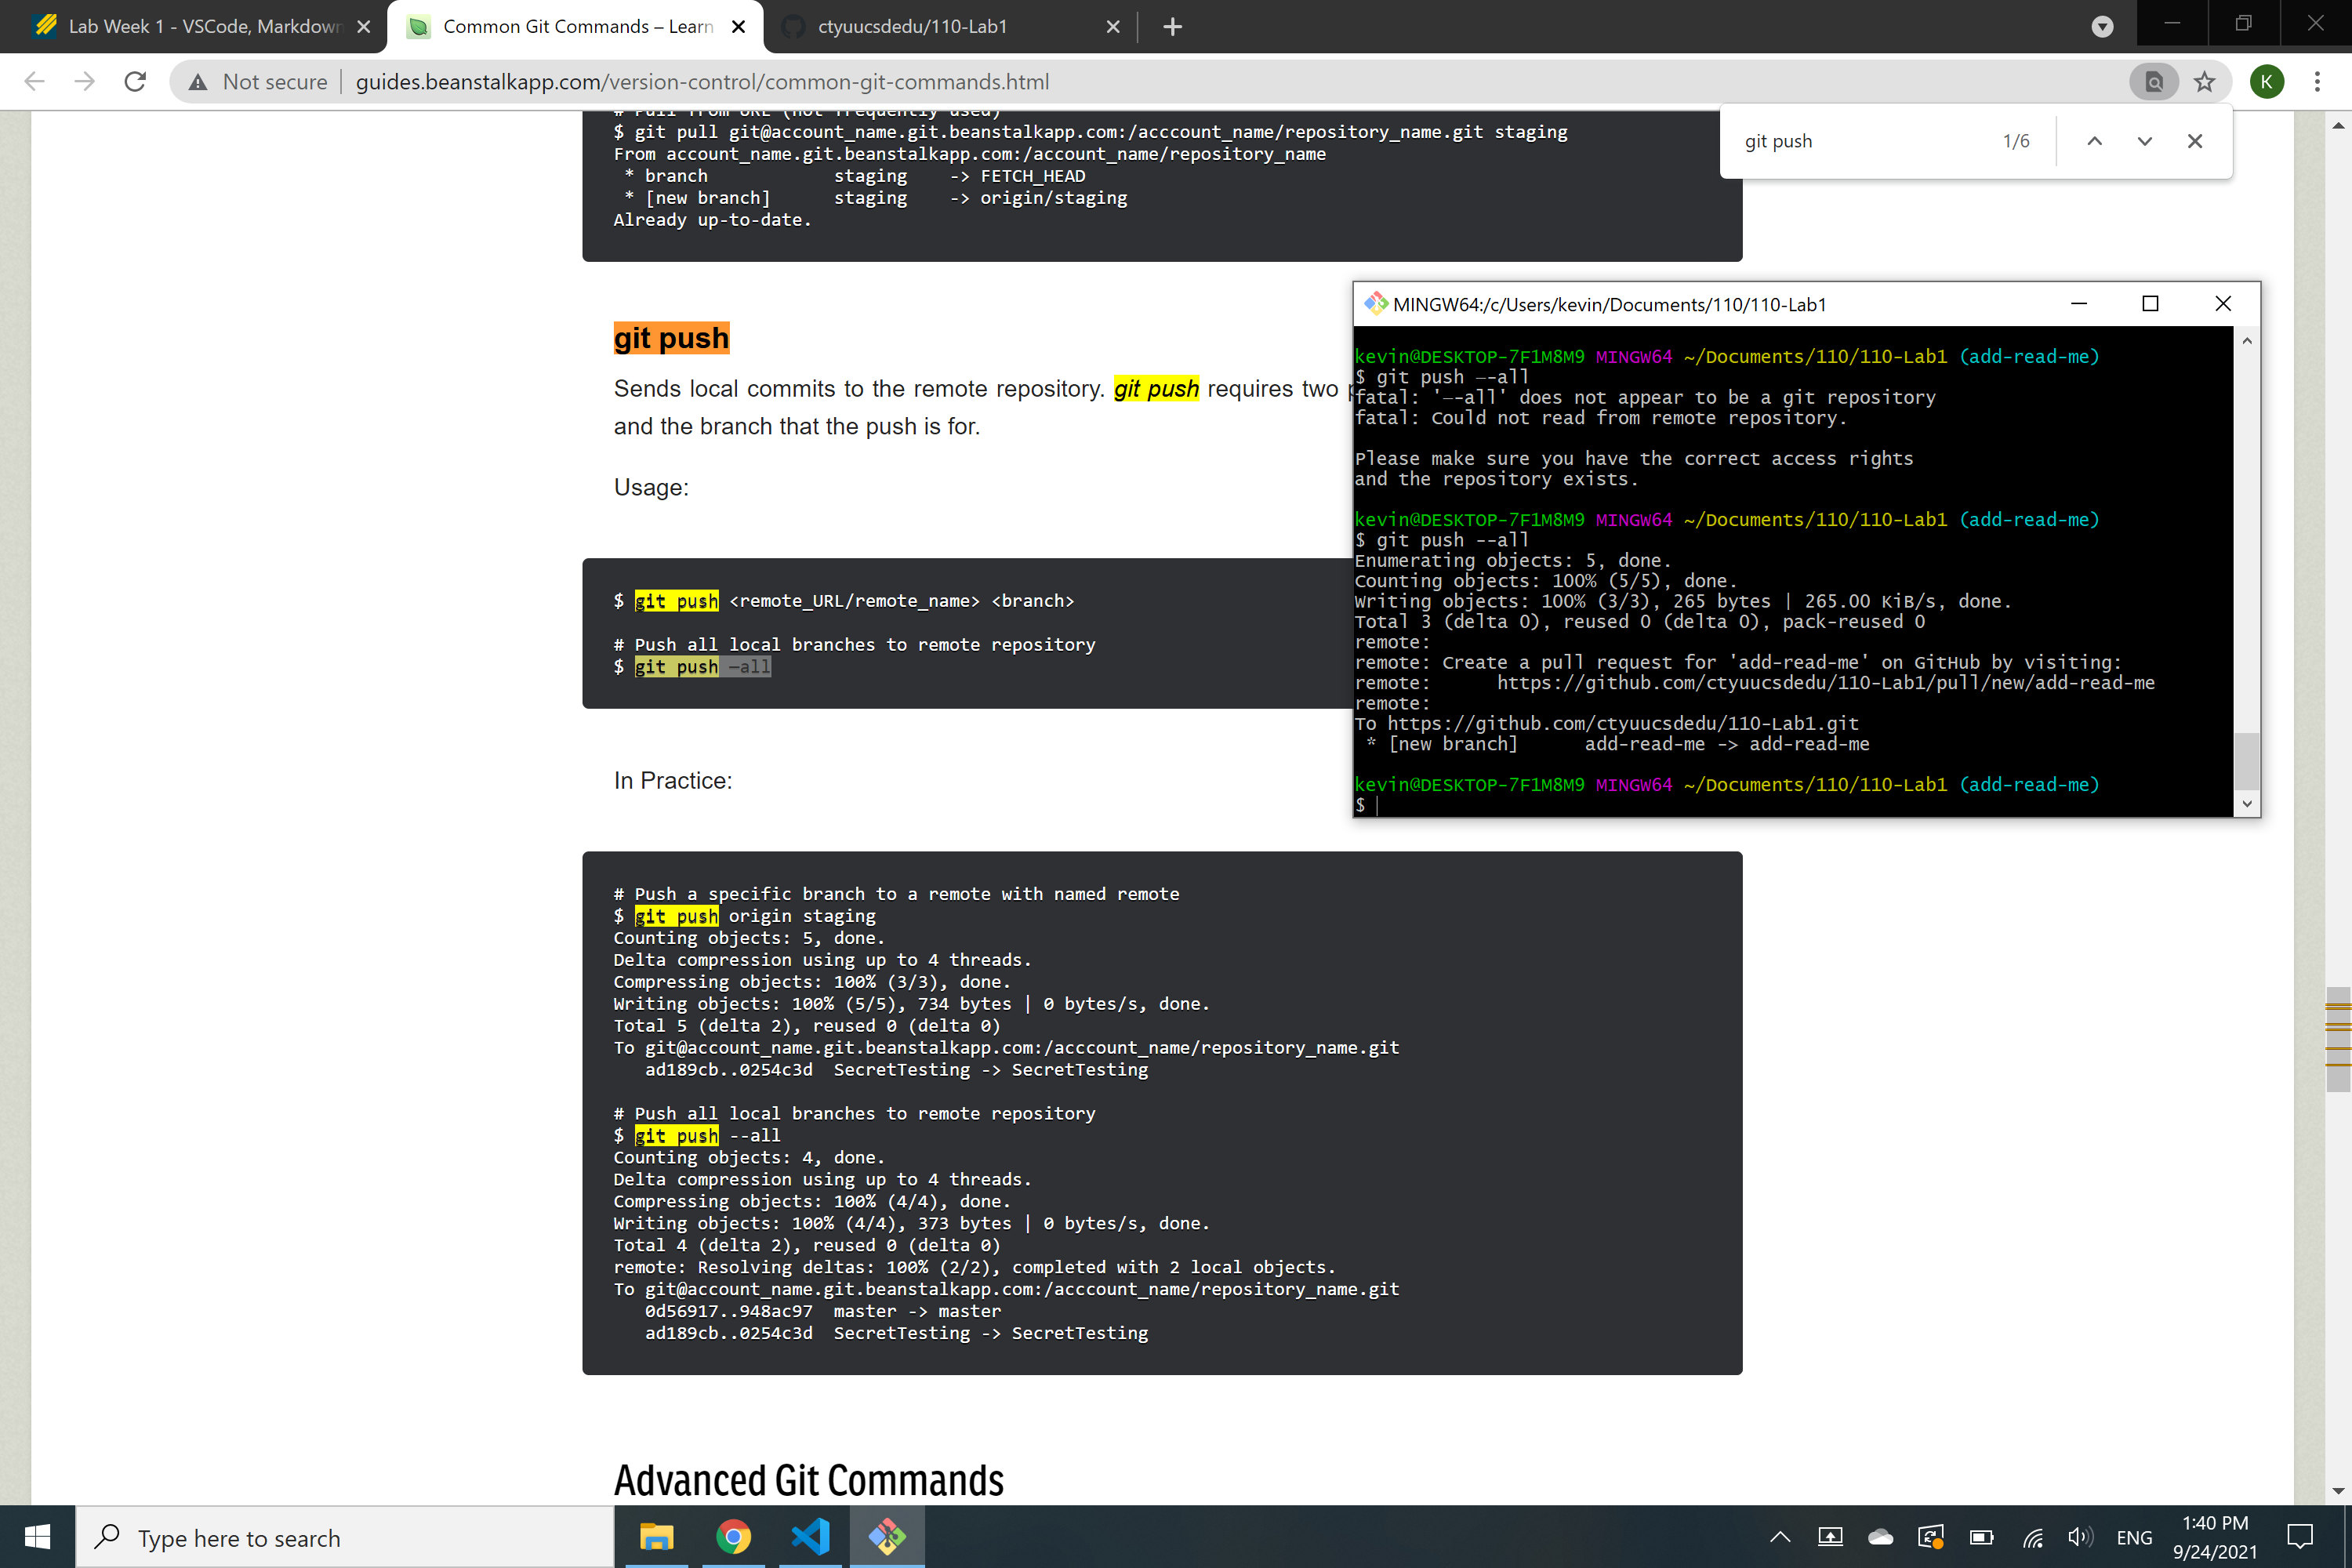 Lab Week 1 - VSCode, Markdown
Common Git Commands – Learn
ctyuucsdedu/110-Lab1
Not secure
guides.beanstalkapp.com/version-control/common-git-commands.html
K
git push
1/6
# Pull from URL (not frequently used)
$ git pull git@account_name.git.beanstalkapp.com:/acccount_name/repository_name.git staging
From account_name.git.beanstalkapp.com:/account_name/repository_name
* branch staging -> FETCH_HEAD
* [new branch] staging -> origin/staging
Already up-to-date.
git push
Sends local commits to the remote repository. git push requires two
and the branch that the push is for.
Usage:
$ git push <remote_URL/remote_name> <branch>
# Push all local branches to remote repository
$ git push —all
In Practice:
# Push a specific branch to a remote with named remote
$ git push origin staging
Counting objects: 5, done.
Delta compression using up to 4 threads.
Compressing objects: 100% (3/3), done.
Writing objects: 100% (5/5), 734 bytes | 0 bytes/s, done.
Total 5 (delta 2), reused 0 (delta 0)
To git@account_name.git.beanstalkapp.com:/acccount_name/repository_name.git
ad189cb..0254c3d SecretTesting -> SecretTesting
# Push all local branches to remote repository
$ git push --all
Counting objects: 4, done.
Delta compression using up to 4 threads.
Compressing objects: 100% (4/4), done.
Writing objects: 100% (4/4), 373 bytes | 0 bytes/s, done.
Total 4 (delta 2), reused 0 (delta 0)
remote: Resolving deltas: 100% (2/2), completed with 2 local objects.
To git@account_name.git.beanstalkapp.com:/acccount_name/repository_name.git
0d56917..948ac97 master -> master
ad189cb..0254c3d SecretTesting -> SecretTesting
Advanced Git Commands
MINGW64:/c/Users/kevin/Documents/110/110-Lab1
kevin@DESKTOP-7F1M8M9 MINGW64 ~/Documents/110/110-Lab1 (add-read-me)
$ git push —-all
fatal: '—-all' does not appear to be a git repository
fatal: Could not read from remote repository.
Please make sure you have the correct access rights
and the repository exists.
kevin@DESKTOP-7F1M8M9 MINGW64 ~/Documents/110/110-Lab1 (add-read-me)
$ git push --all
Enumerating objects: 5, done.
Counting objects: 100% (5/5), done.
Writing objects: 100% (3/3), 265 bytes | 265.00 KiB/s, done.
Total 3 (delta 0), reused 0 (delta 0), pack-reused 0
remote:
remote: Create a pull request for 'add-read-me' on GitHub by visiting:
remote: https://github.com/ctyuucsdedu/110-Lab1/pull/new/add-read-me
remote:
To https://github.com/ctyuucsdedu/110-Lab1.git
* [new branch] add-read-me -> add-read-me
kevin@DESKTOP-7F1M8M9 MINGW64 ~/Documents/110/110-Lab1 (add-read-me)
$
Type here to search
ENG
1:40 PM
9/24/2021